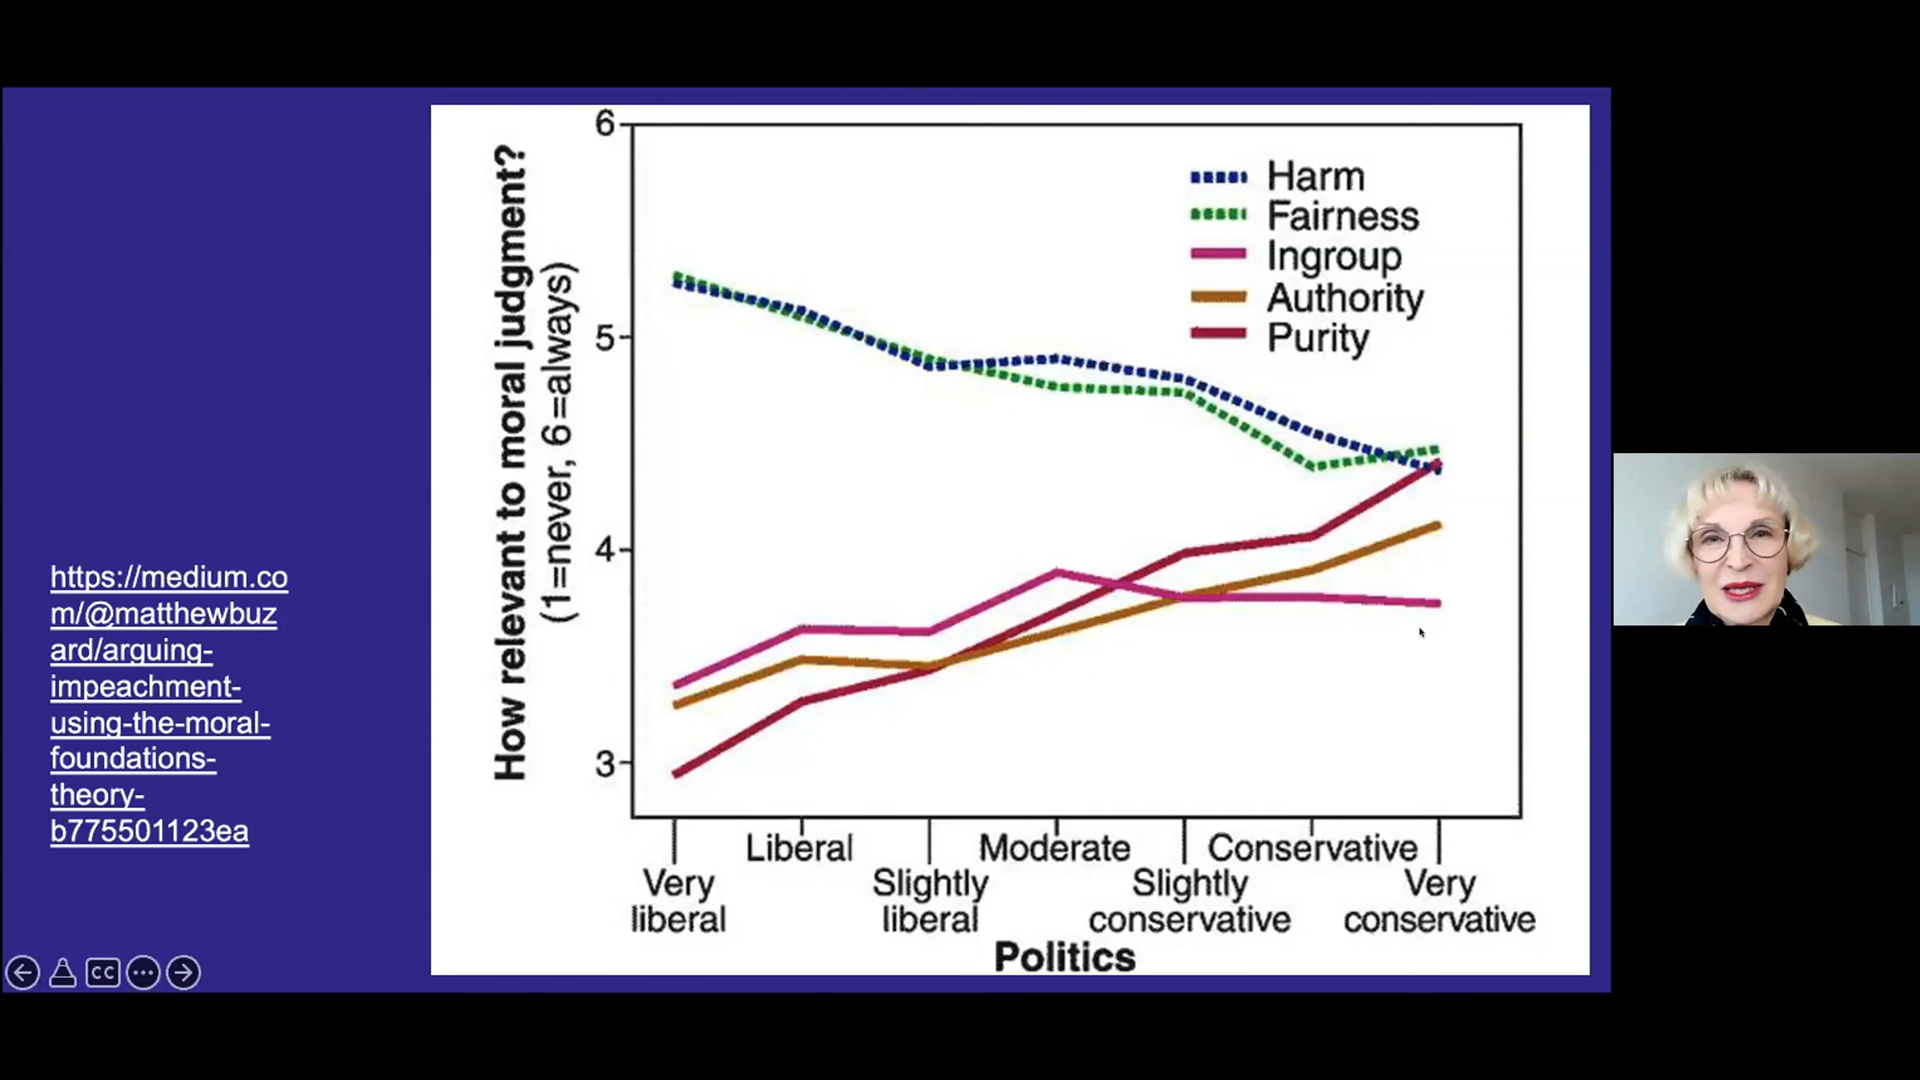 https://medium.co
m/@matthewbuz
ard/arguing-
impeachment-
using-the-moral-
foundations-
theory-
b775501123ea
How relevant to moral judgment?
(1=never, 6=always)
6
5
4
3
Harm
Fairness
Ingroup
Authority
Purity
Very
liberal
Liberal
Slightly
liberal
Moderate
Slightly
conservative
Conservative
Very
conservative
Politics
CC